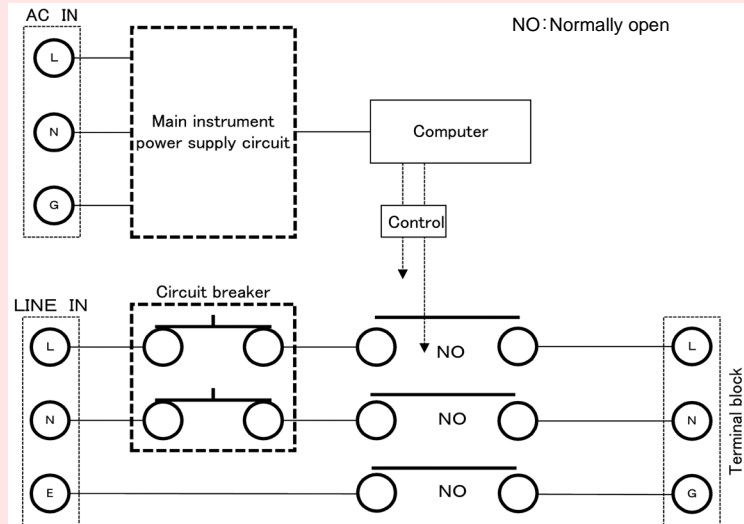 AC IN
NO:Normally open
L
N
G
Main instrument
power supply circuit
Computer
Control
LINE IN
Circuit breaker
L
NO
L
N
NO
N
E
NO
G
Terminal block